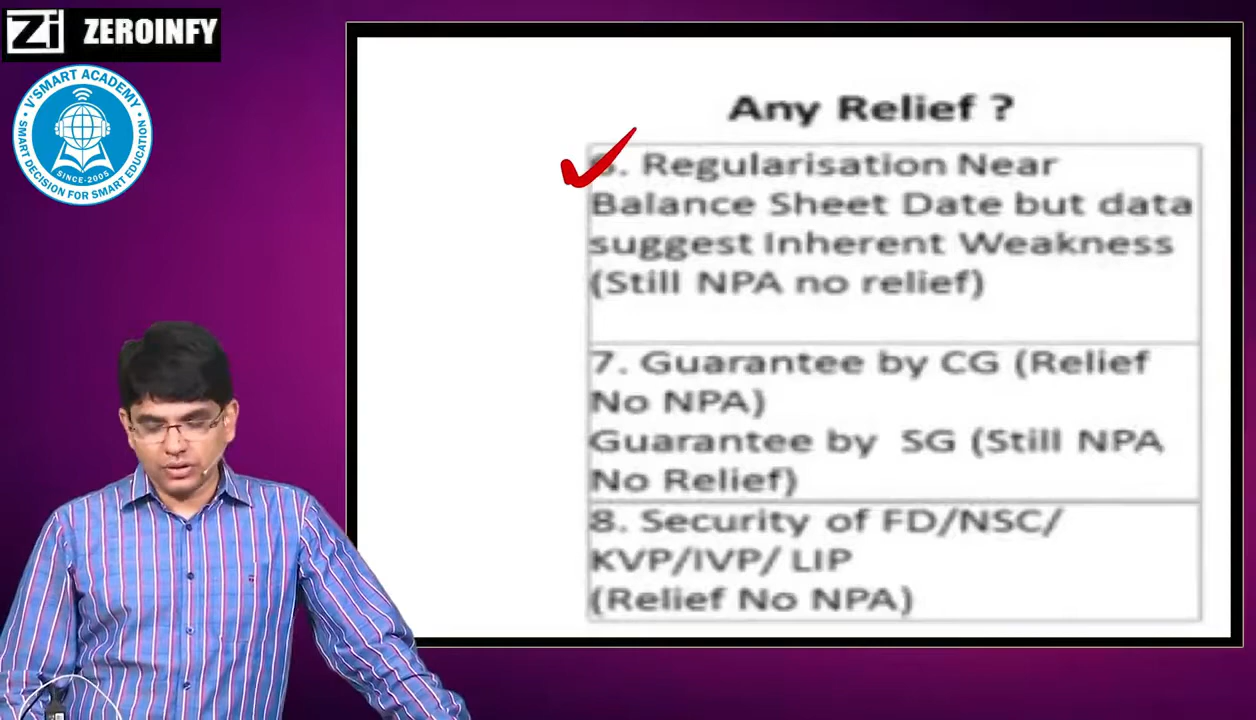 Zi ZEROINFY
V'SMART ACADEMY
SINCE-2005
SMART DECISION FOR SMART EDUCATION
Any Relief ?
6. Regularisation Near
Balance Sheet Date but data
suggest Inherent Weakness
(Still NPA no relief)
7. Guarantee by CG (Relief
No NPA)
Guarantee by SG (Still NPA
No Relief)
8. Security of FD/NSC/
KVP/IVP/ LIP
(Relief No NPA)